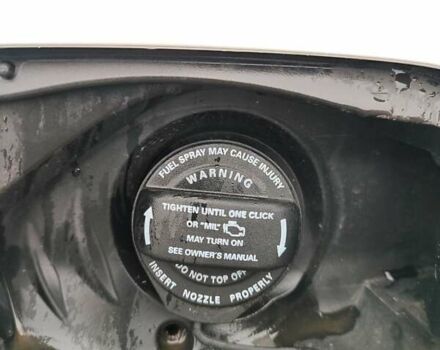 FUEL SPRAY MAY CAUSE INJURY
WARNING
TIGHTEN UNTIL ONE CLICK
OR "MIL"
MAY TURN ON
SEE OWNER'S MANUAL
DO NOT TOP OFF
INSERT NOZZLE PROPERLY